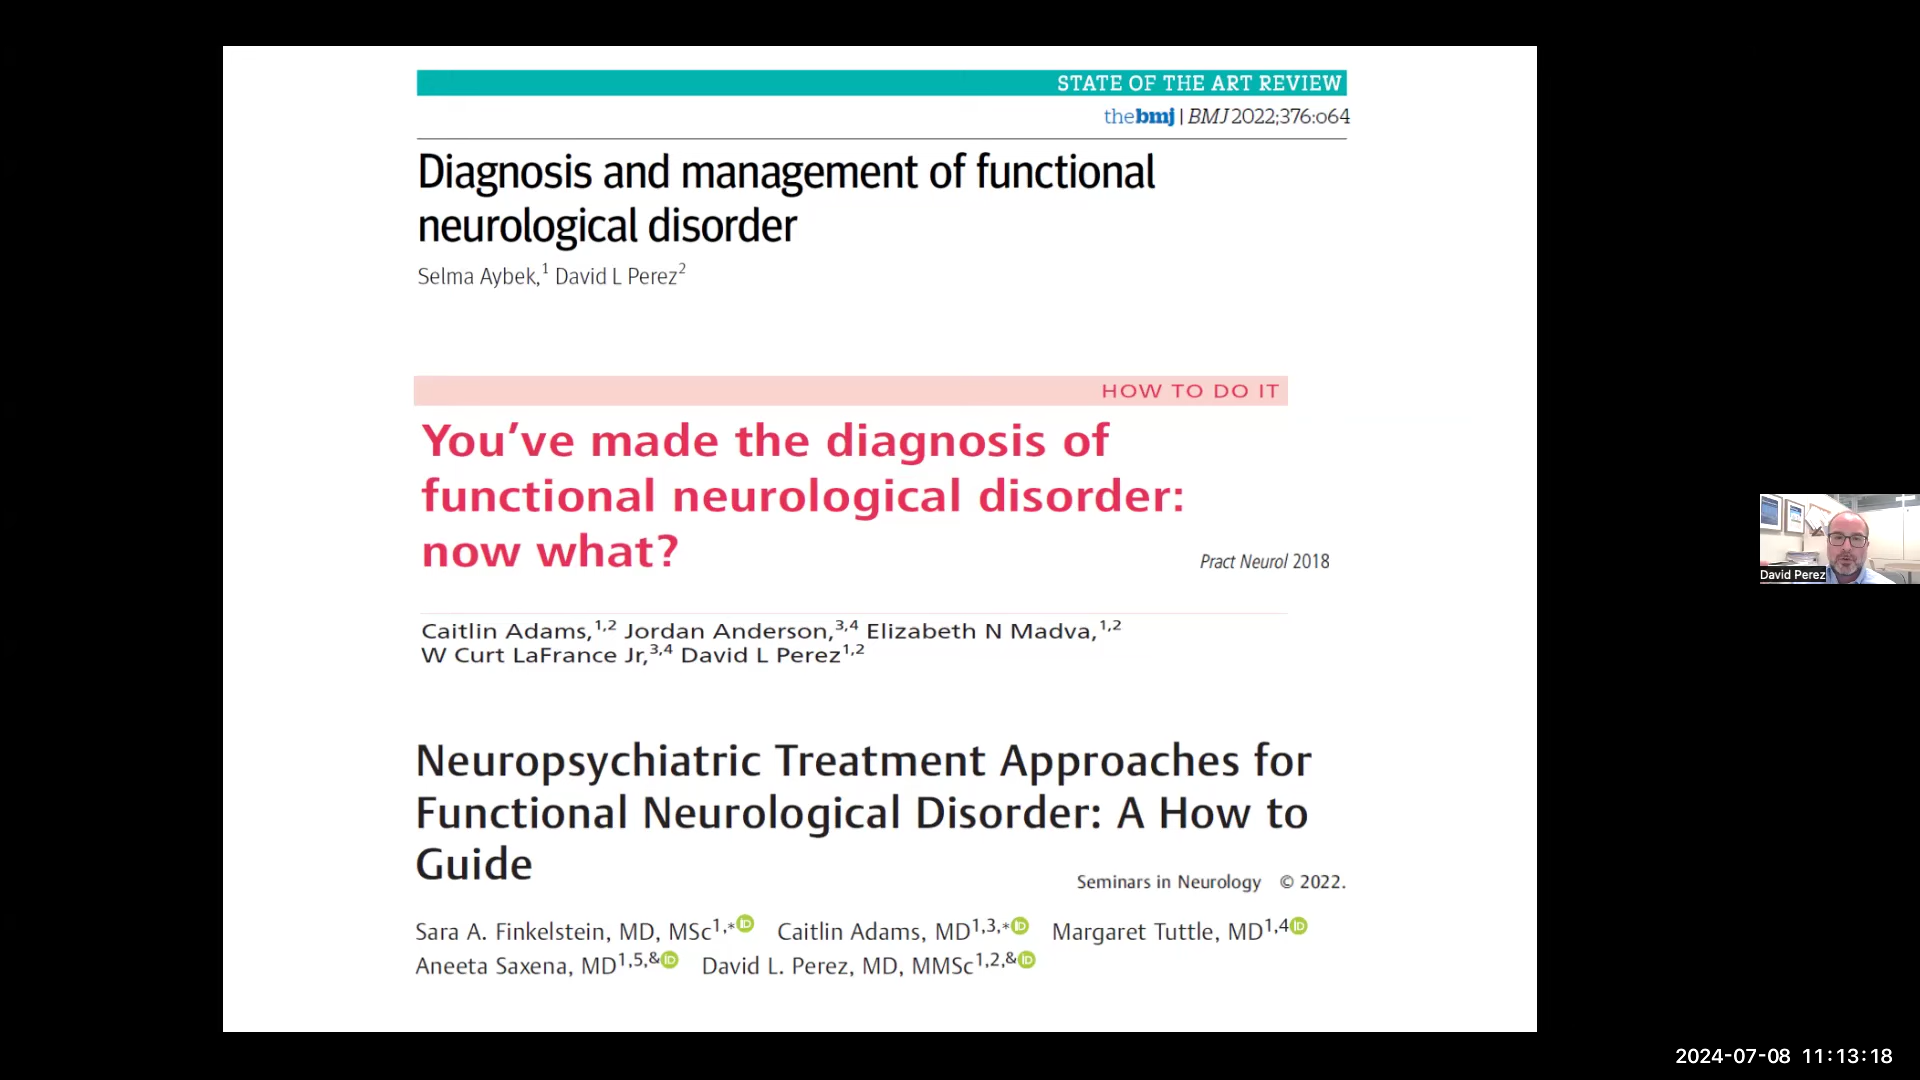 STATE OF THE ART REVIEW
thebmj | BMJ 2022;376:o64
Diagnosis and management of functional
neurological disorder
Selma Aybek,1 David L Perez2
HOW TO DO IT
You've made the diagnosis of
functional neurological disorder:
now what?
Pract Neurol 2018
Caitlin Adams,1,2 Jordan Anderson,3,4 Elizabeth N Madva,1,2
W Curt LaFrance Jr,3,4 David L Perez1,2
Neuropsychiatric Treatment Approaches for
Functional Neurological Disorder: A How to
Guide
Seminars in Neurology © 2022.
Sara A. Finkelstein, MD, MSc1,* iD Caitlin Adams, MD1,3,* iD Margaret Tuttle, MD1,4 iD
Aneeta Saxena, MD1,5,& iD David L. Perez, MD, MMSc1,2,& iD
David Perez
2024-07-08 11:13:18